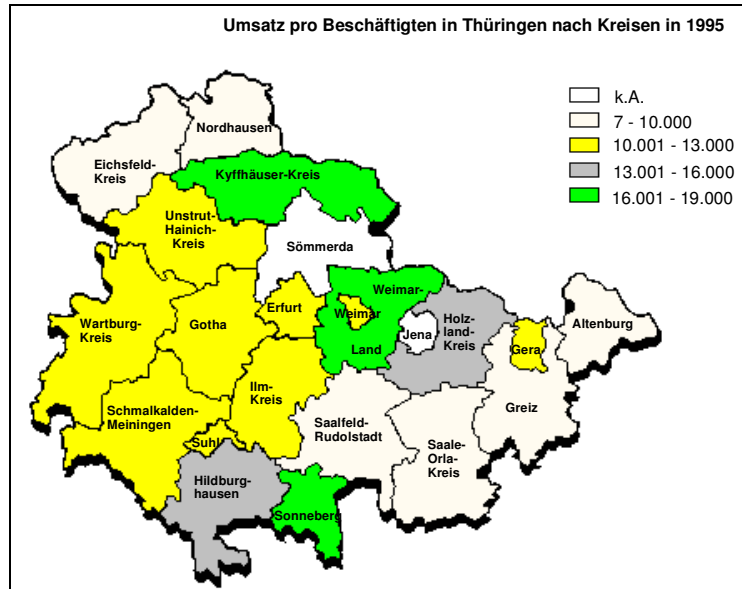 Umsatz pro Beschäftigten in Thüringen nach Kreisen in 1995
k.A.
7 - 10.000
10.001 - 13.000
13.001 - 16.000
16.001 - 19.000
Nordhausen
Eichsfeld-
Kreis
Kyffhäuser-Kreis
Unstrut-
Hainich-
Kreis
Sömmerda
Weimar-
Land
Weimar
Erfurt
Gotha
Wartburg-
Kreis
Jena
Holz-
land-
Kreis
Gera
Altenburg
Greiz
Ilm-
Kreis
Schmalkalden-
Meiningen
Suhl
Saalfeld-
Rudolstadt
Saale-
Orla-
Kreis
Hildburg-
hausen
Sonneberg